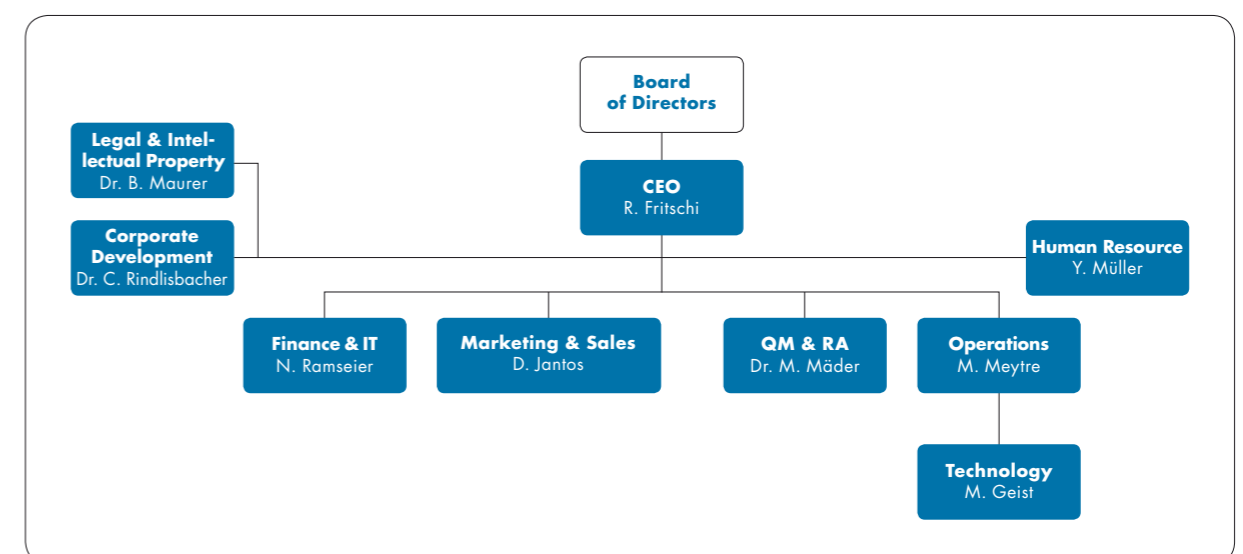 Board
of Directors
Legal & Intel-
lectual Property
Dr. B. Maurer
CEO
R. Fritschi
Corporate
Development
Dr. C. Rindlisbacher
Human Resource
Y. Müller
Finance & IT
N. Ramseier
Marketing & Sales
D. Jantos
QM & RA
Dr. M. Mäder
Operations
M. Meytre
Technology
M. Geist